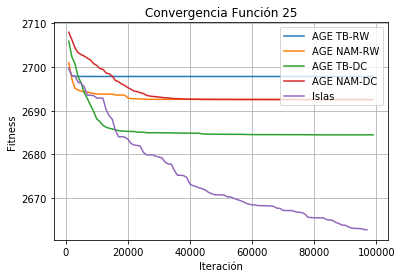 Convergencia Función 25
2710
2700
2690
2680
2670
Fitness
AGE TB-RW
AGE NAM-RW
AGE TB-DC
AGE NAM-DC
Islas
0
20000
40000
60000
80000
100000
Iteración